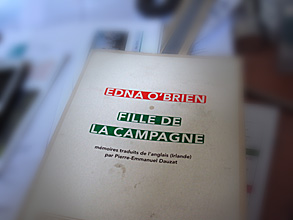 EDNA O'BRIEN
FILLE DE
LA CAMPAGNE
mémoires traduits de l'anglais (Irlande)
par Pierre-Emmanuel Dauzat